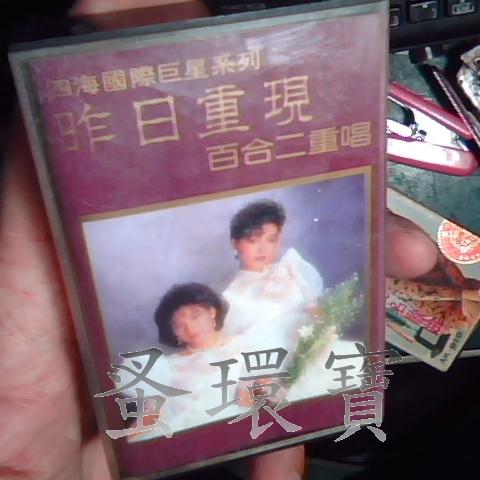 四海國際巨星系列
昨日重現
百合二重唱
蚤環寶